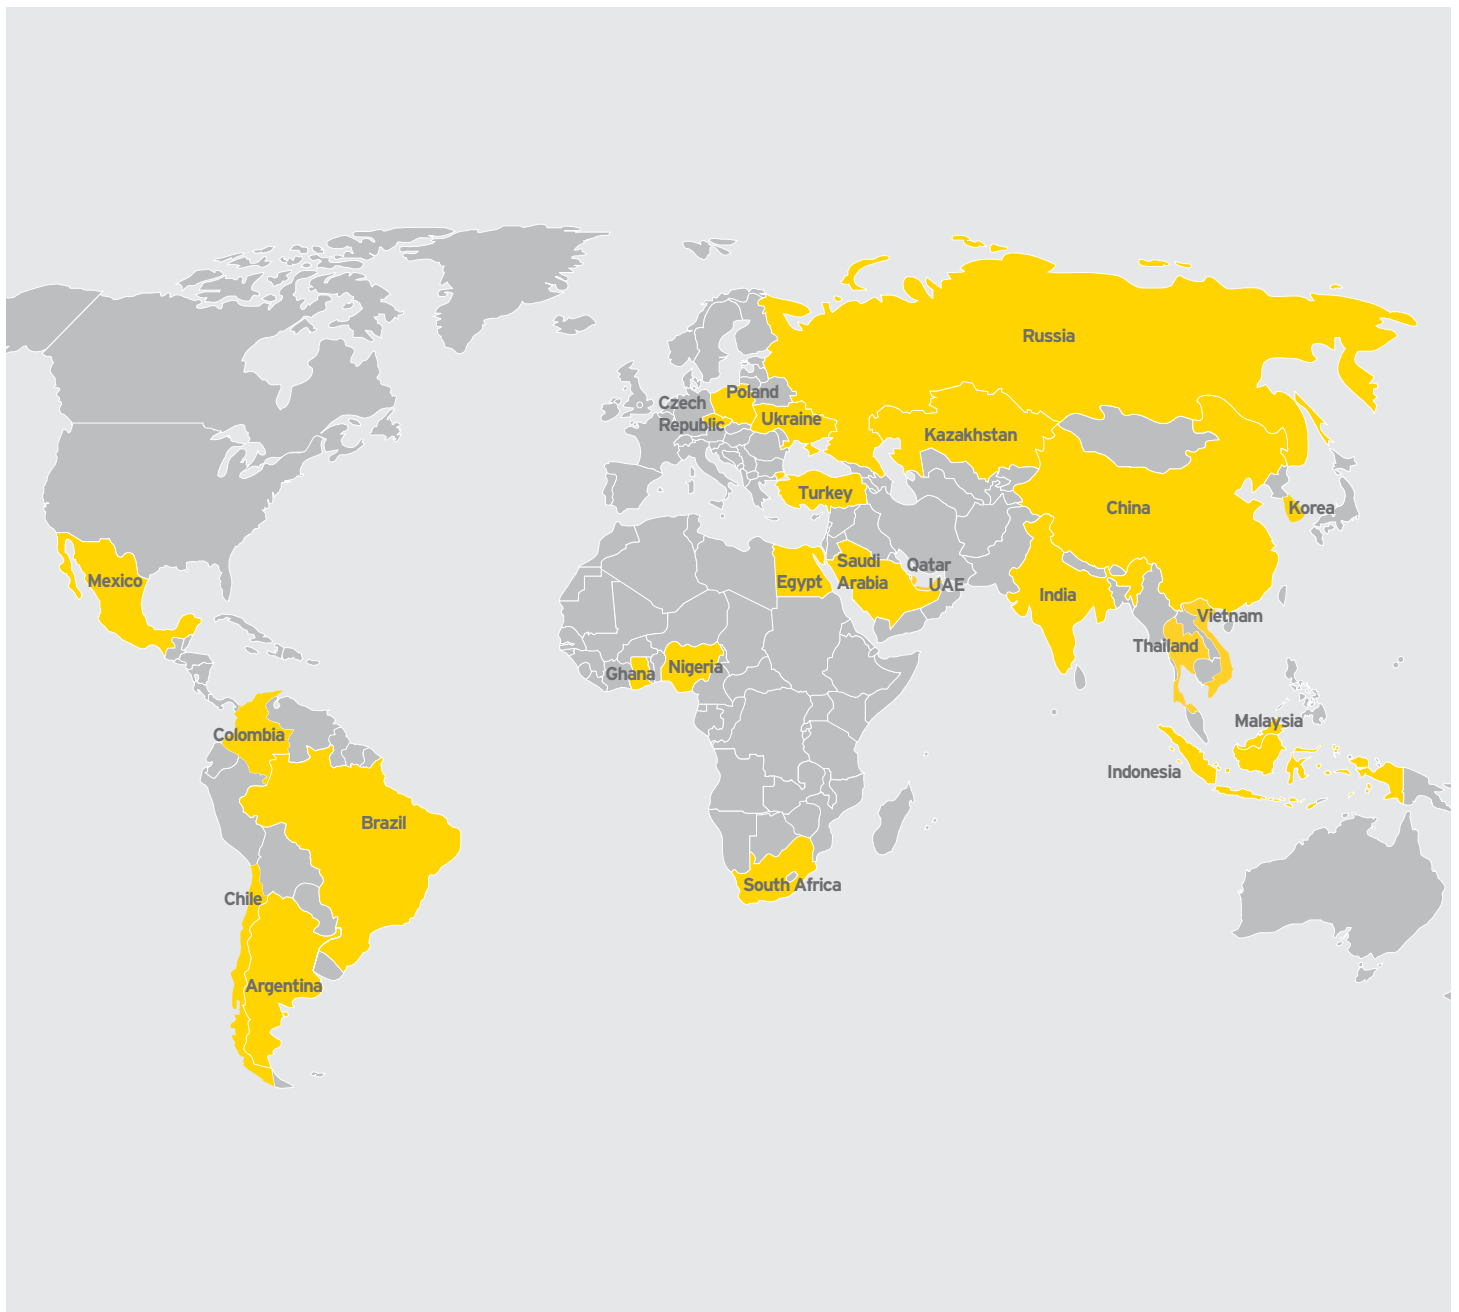 Russia
Poland
Czech
Republic
Ukraine
Kazakhstan
Turkey
China
Korea
Mexico
Egypt
Saudi
Arabia
Qatar
UAE
India
Vietnam
Thailand
Ghana
Nigeria
Colombia
Malaysia
Indonesia
Brazil
South Africa
Chile
Argentina